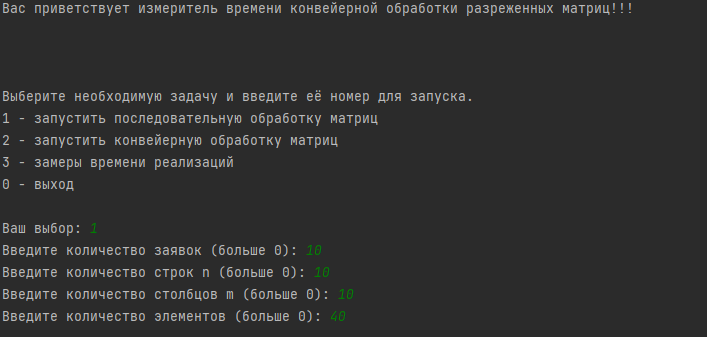 Вас приветствует измеритель времени конвейерной обработки разреженных матриц!!!
Выберите необходимую задачу и введите её номер для запуска.
1 - запустить последовательную обработку матриц
2 - запустить конвейерную обработку матриц
3 - замеры времени реализаций
0 - выход
Ваш выбор: 1
Введите количество заявок (больше 0): 10
Введите количество строк n (больше 0): 10
Введите количество столбцов m (больше 0): 10
Введите количество элементов (больше 0): 40